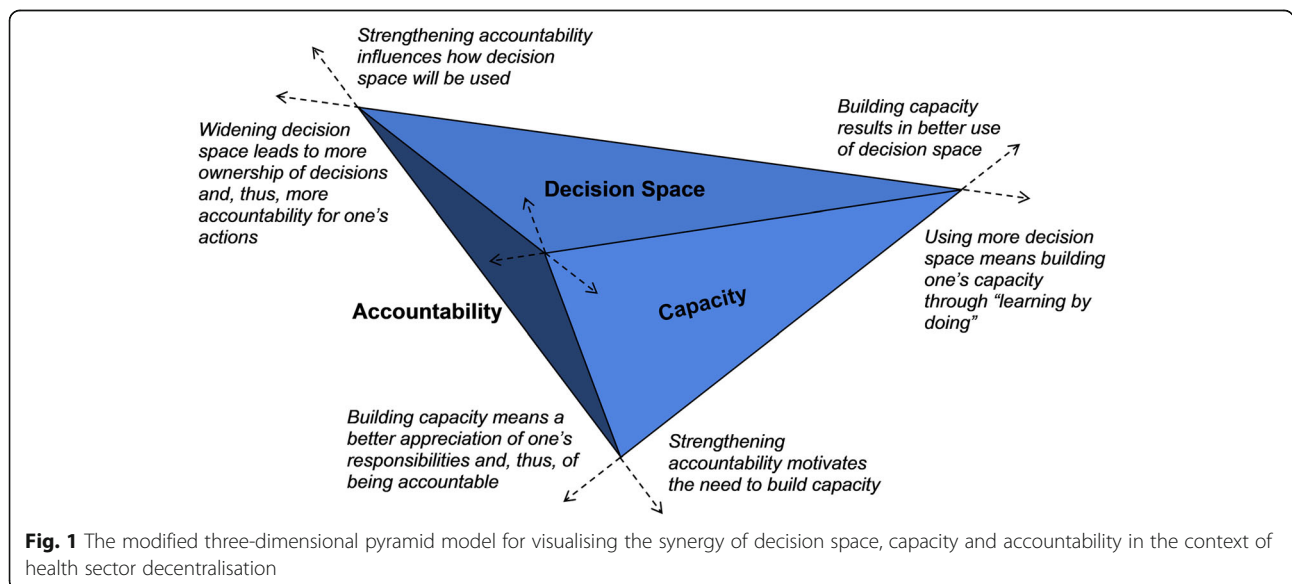 Strengthening accountability
influences how decision
space will be used
Widening decision
space leads to more
ownership of decisions
and, thus, more
accountability for one's
actions
Building capacity
results in better use
of decision space
Decision Space
Using more decision
space means building
one's capacity
through “learning by
doing”
Accountability
Capacity
Building capacity means a
better appreciation of one's
responsibilities and, thus, of
being accountable
Strengthening
accountability motivates
the need to build capacity
Fig. 1 The modified three-dimensional pyramid model for visualising the synergy of decision space, capacity and accountability in the context of
health sector decentralisation